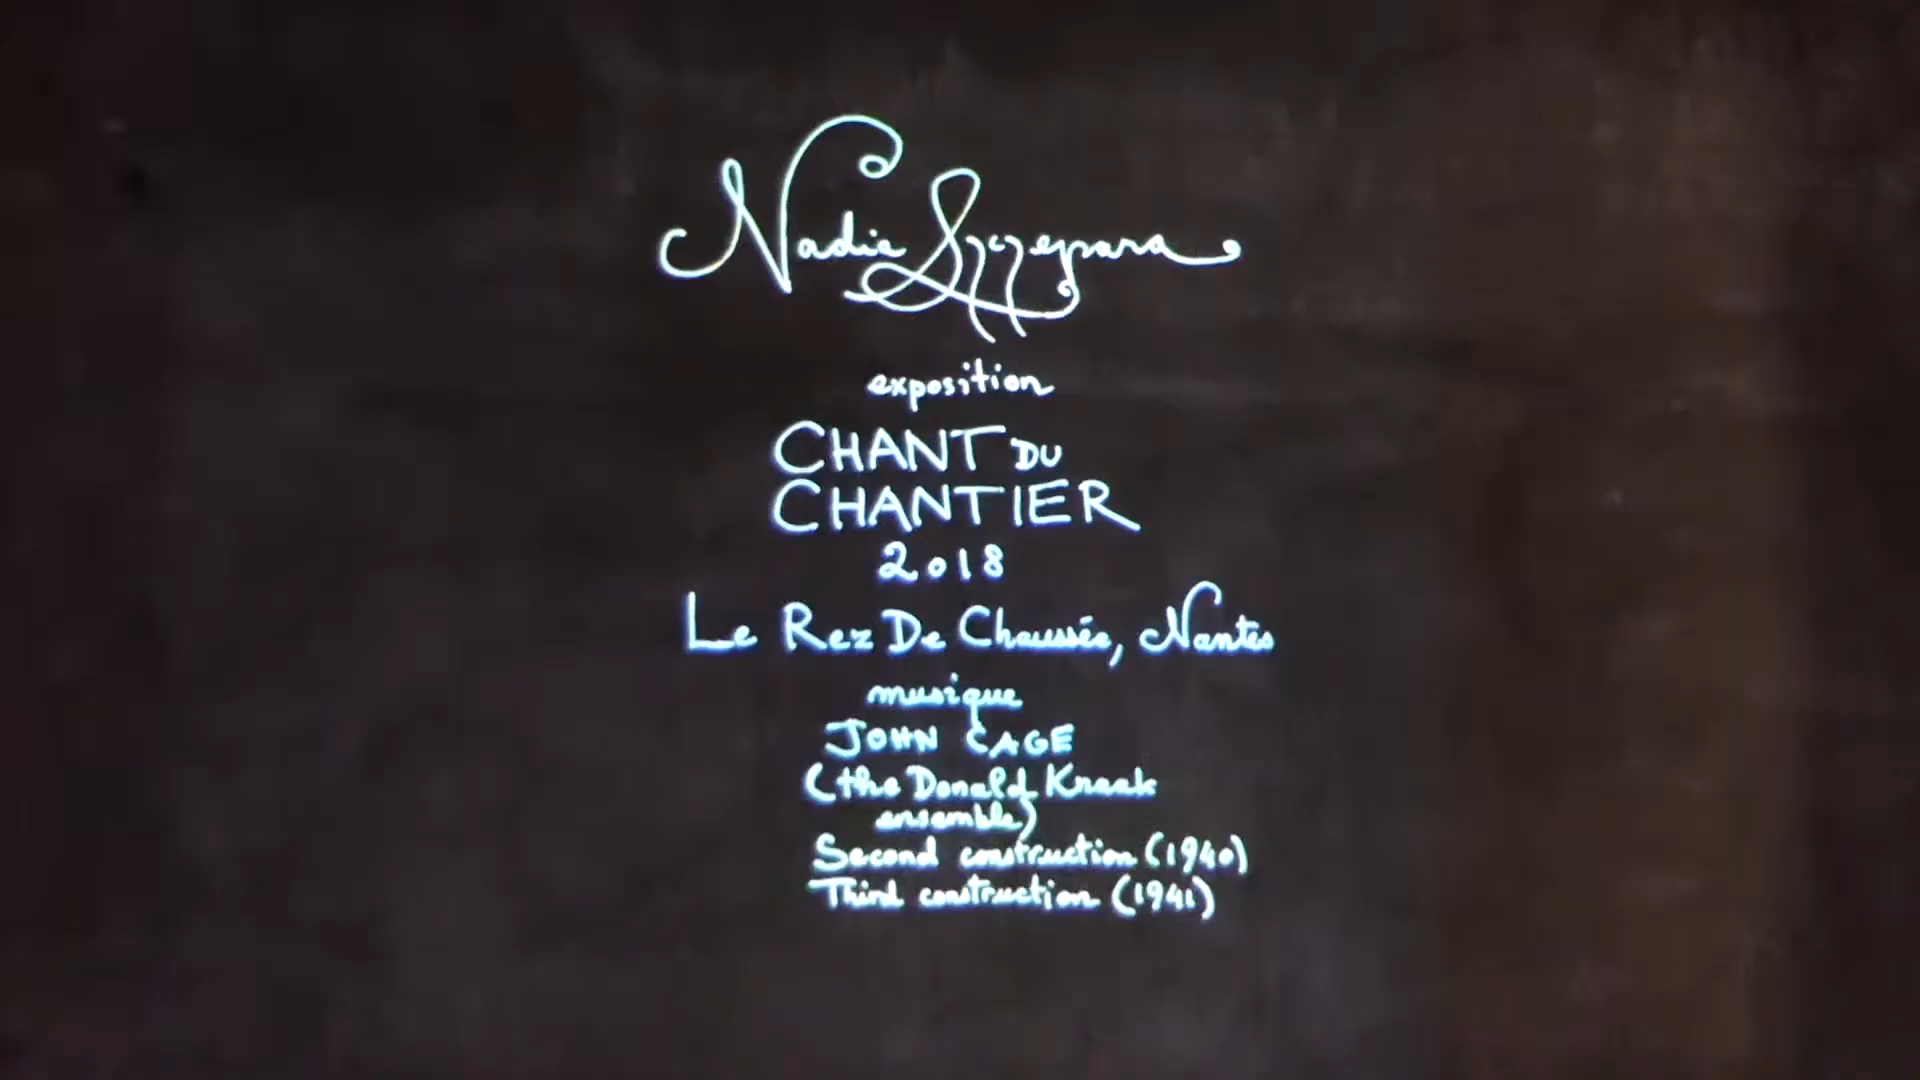 Nadia Szczepara
exposition
CHANT DU
CHANTIER
2018
Le Rez De Chaussée, Nantes
musique
JOHN CAGE
(the Donald Knaak
ensemble)
Second construction (1940)
Third construction (1941)